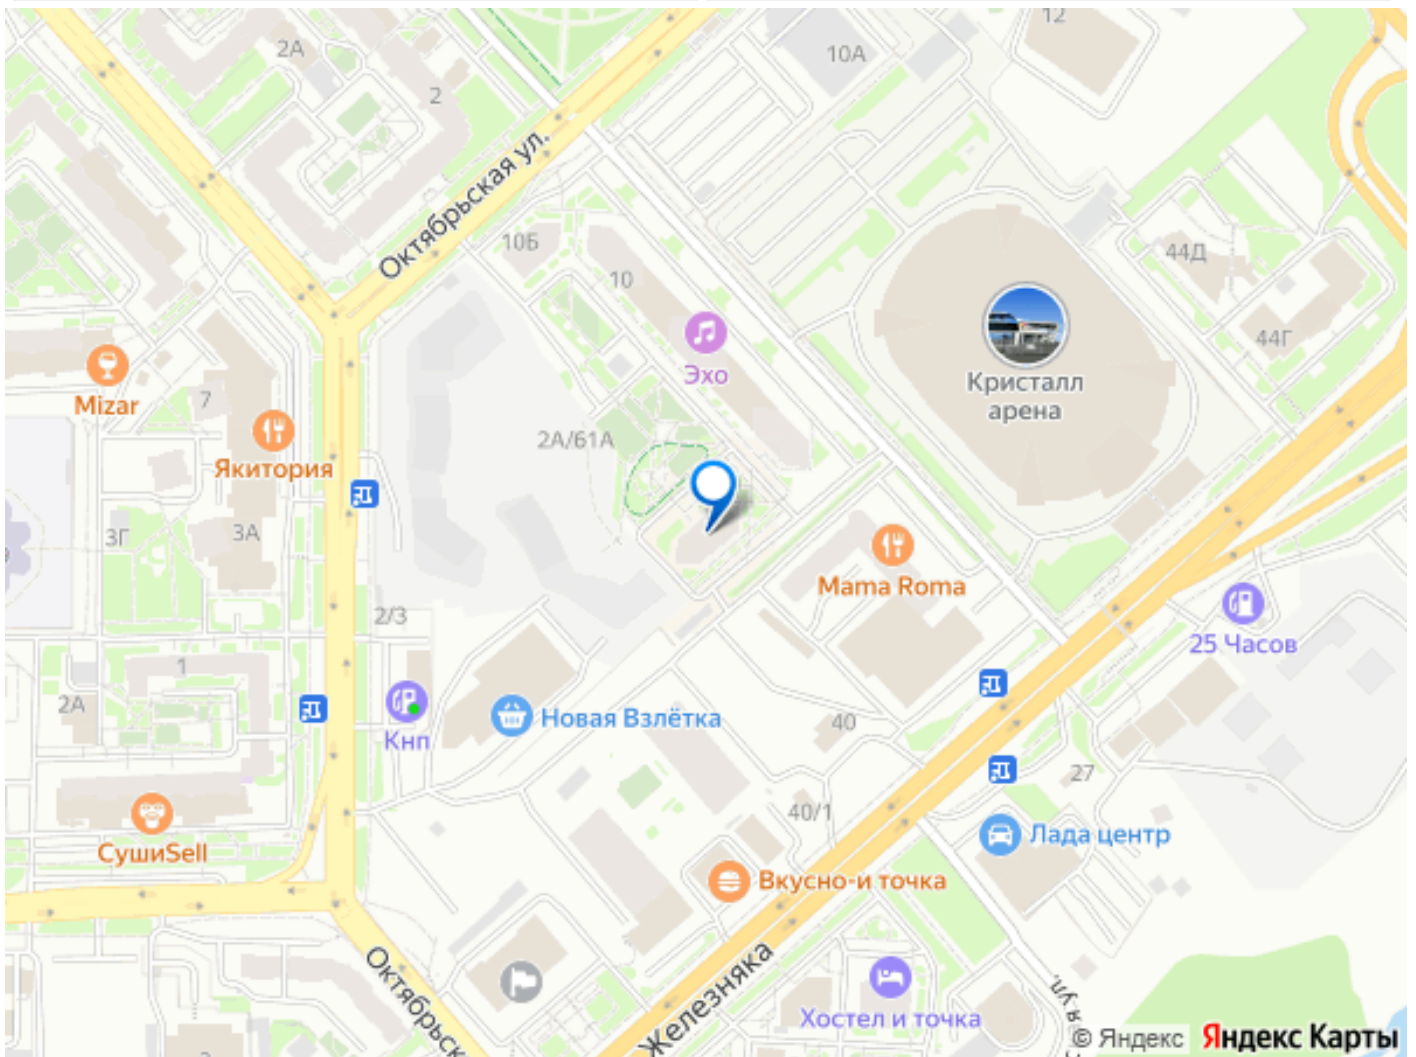 12
2А
10А
2
Октябрьская ул.
10Б
44Д
10
44Г
Эхо
Кристалл
арена
Mizar
7
2А/61А
Якитория
3Г
3А
Mama Roma
2/3
25 Часов
1
2А
Новая Взлётка
40
Кнп
27
40/1
Лада центр
СушиSell
Вкусно-и точка
Железняка
Октябрьск
Хостел и точка
я ул.
© Яндекс Яндекс Карты